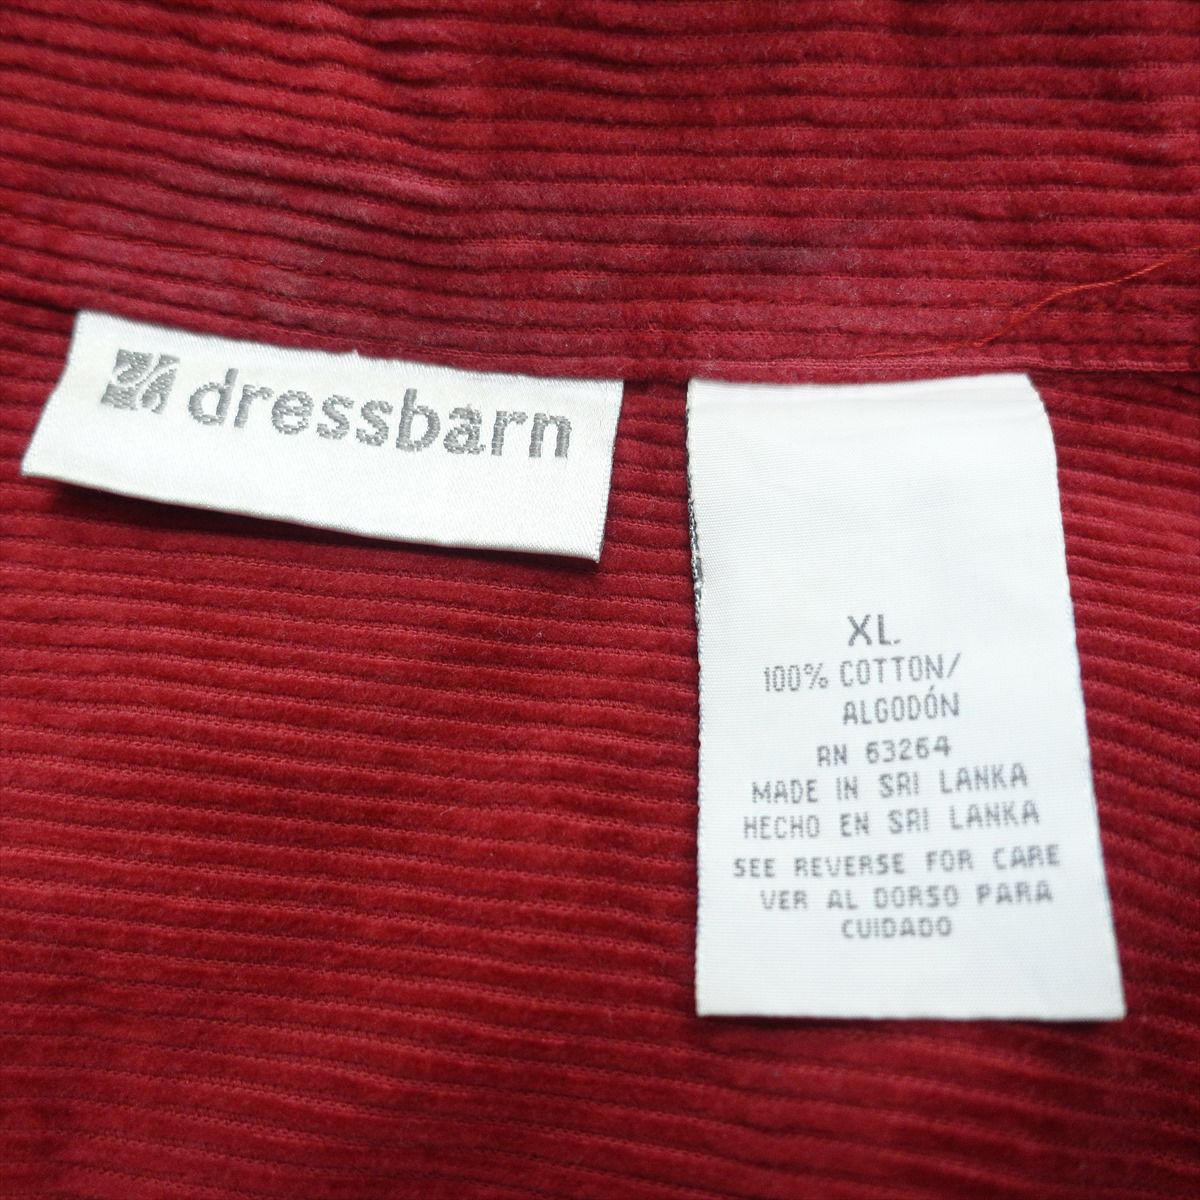 dressbarn
XL
100% COTTON/
ALGODÓN
RN 63264
MADE IN SRI LANKA
HECHO EN SRI LANKA
SEE REVERSE FOR CARE
VER AL DORSO PARA
CUIDADO